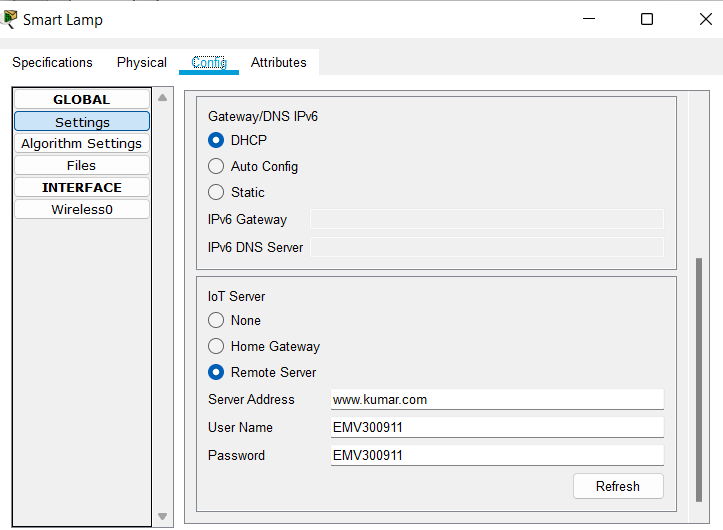 Smart Lamp
Specifications Physical Config Attributes
GLOBAL
Settings
Algorithm Settings
Files
INTERFACE
Wireless0
Gateway/DNS IPv6
DHCP
Auto Config
Static
IPv6 Gateway
IPv6 DNS Server
IoT Server
None
Home Gateway
Remote Server
Server Address www.kumar.com
User Name EMV300911
Password EMV300911
Refresh